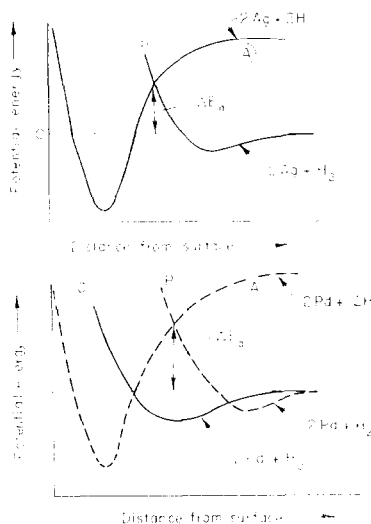 2Ag + 2H
P
A
ΔEa
Potential energy
O
2Ag + H2
Distance from surface
P
A
2Pd + 2H
ΔEa
Potential energy
2Pd + H2
2Pd + H2
Distance from surface